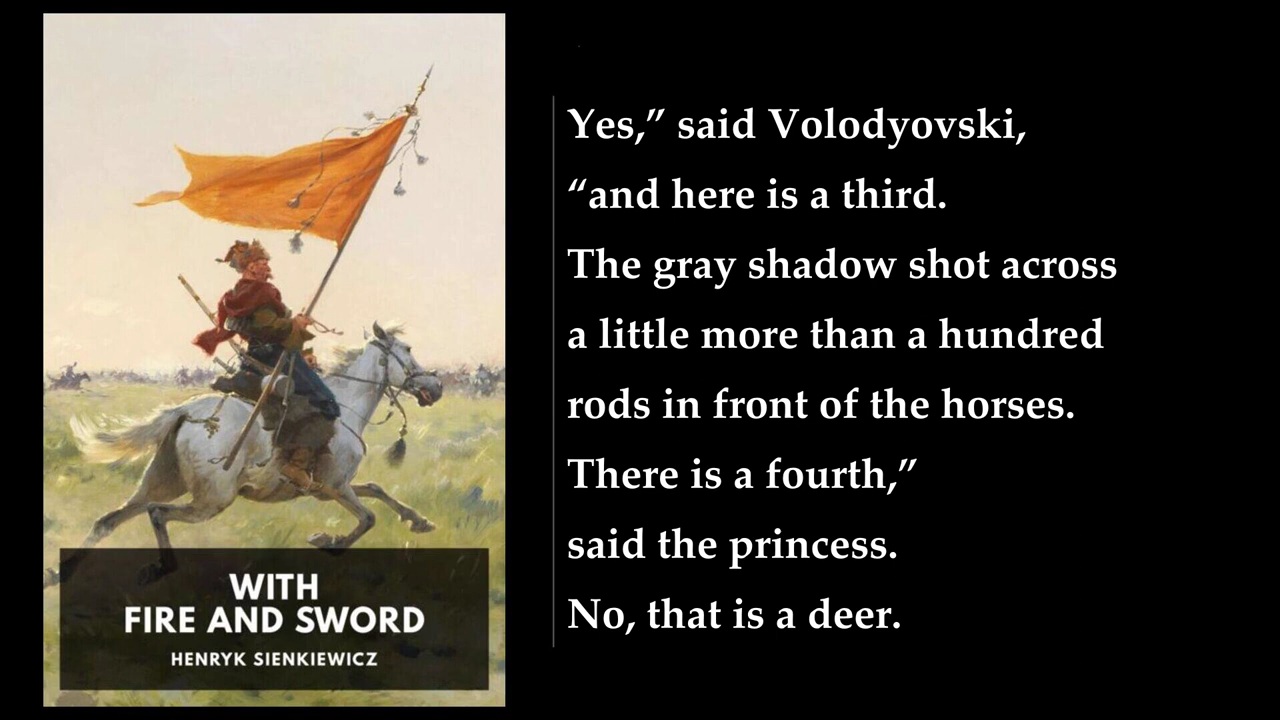 WITH
FIRE AND SWORD
HENRYK SIENKIEWICZ
Yes,” said Volodyovski,
“and here is a third.
The gray shadow shot across
a little more than a hundred
rods in front of the horses.
There is a fourth,”
said the princess.
No, that is a deer.